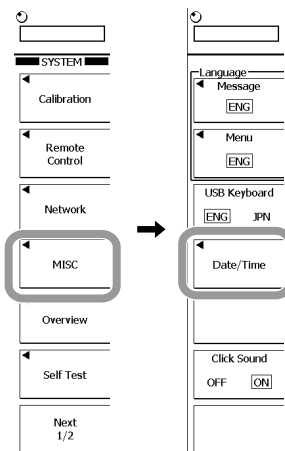 SYSTEM
Calibration
Remote
Control
Network
MISC
Overview
Self Test
Next
1/2
Language
Message
ENG
Menu
ENG
USB Keyboard
ENG JPN
Date/Time
Click Sound
OFF ON